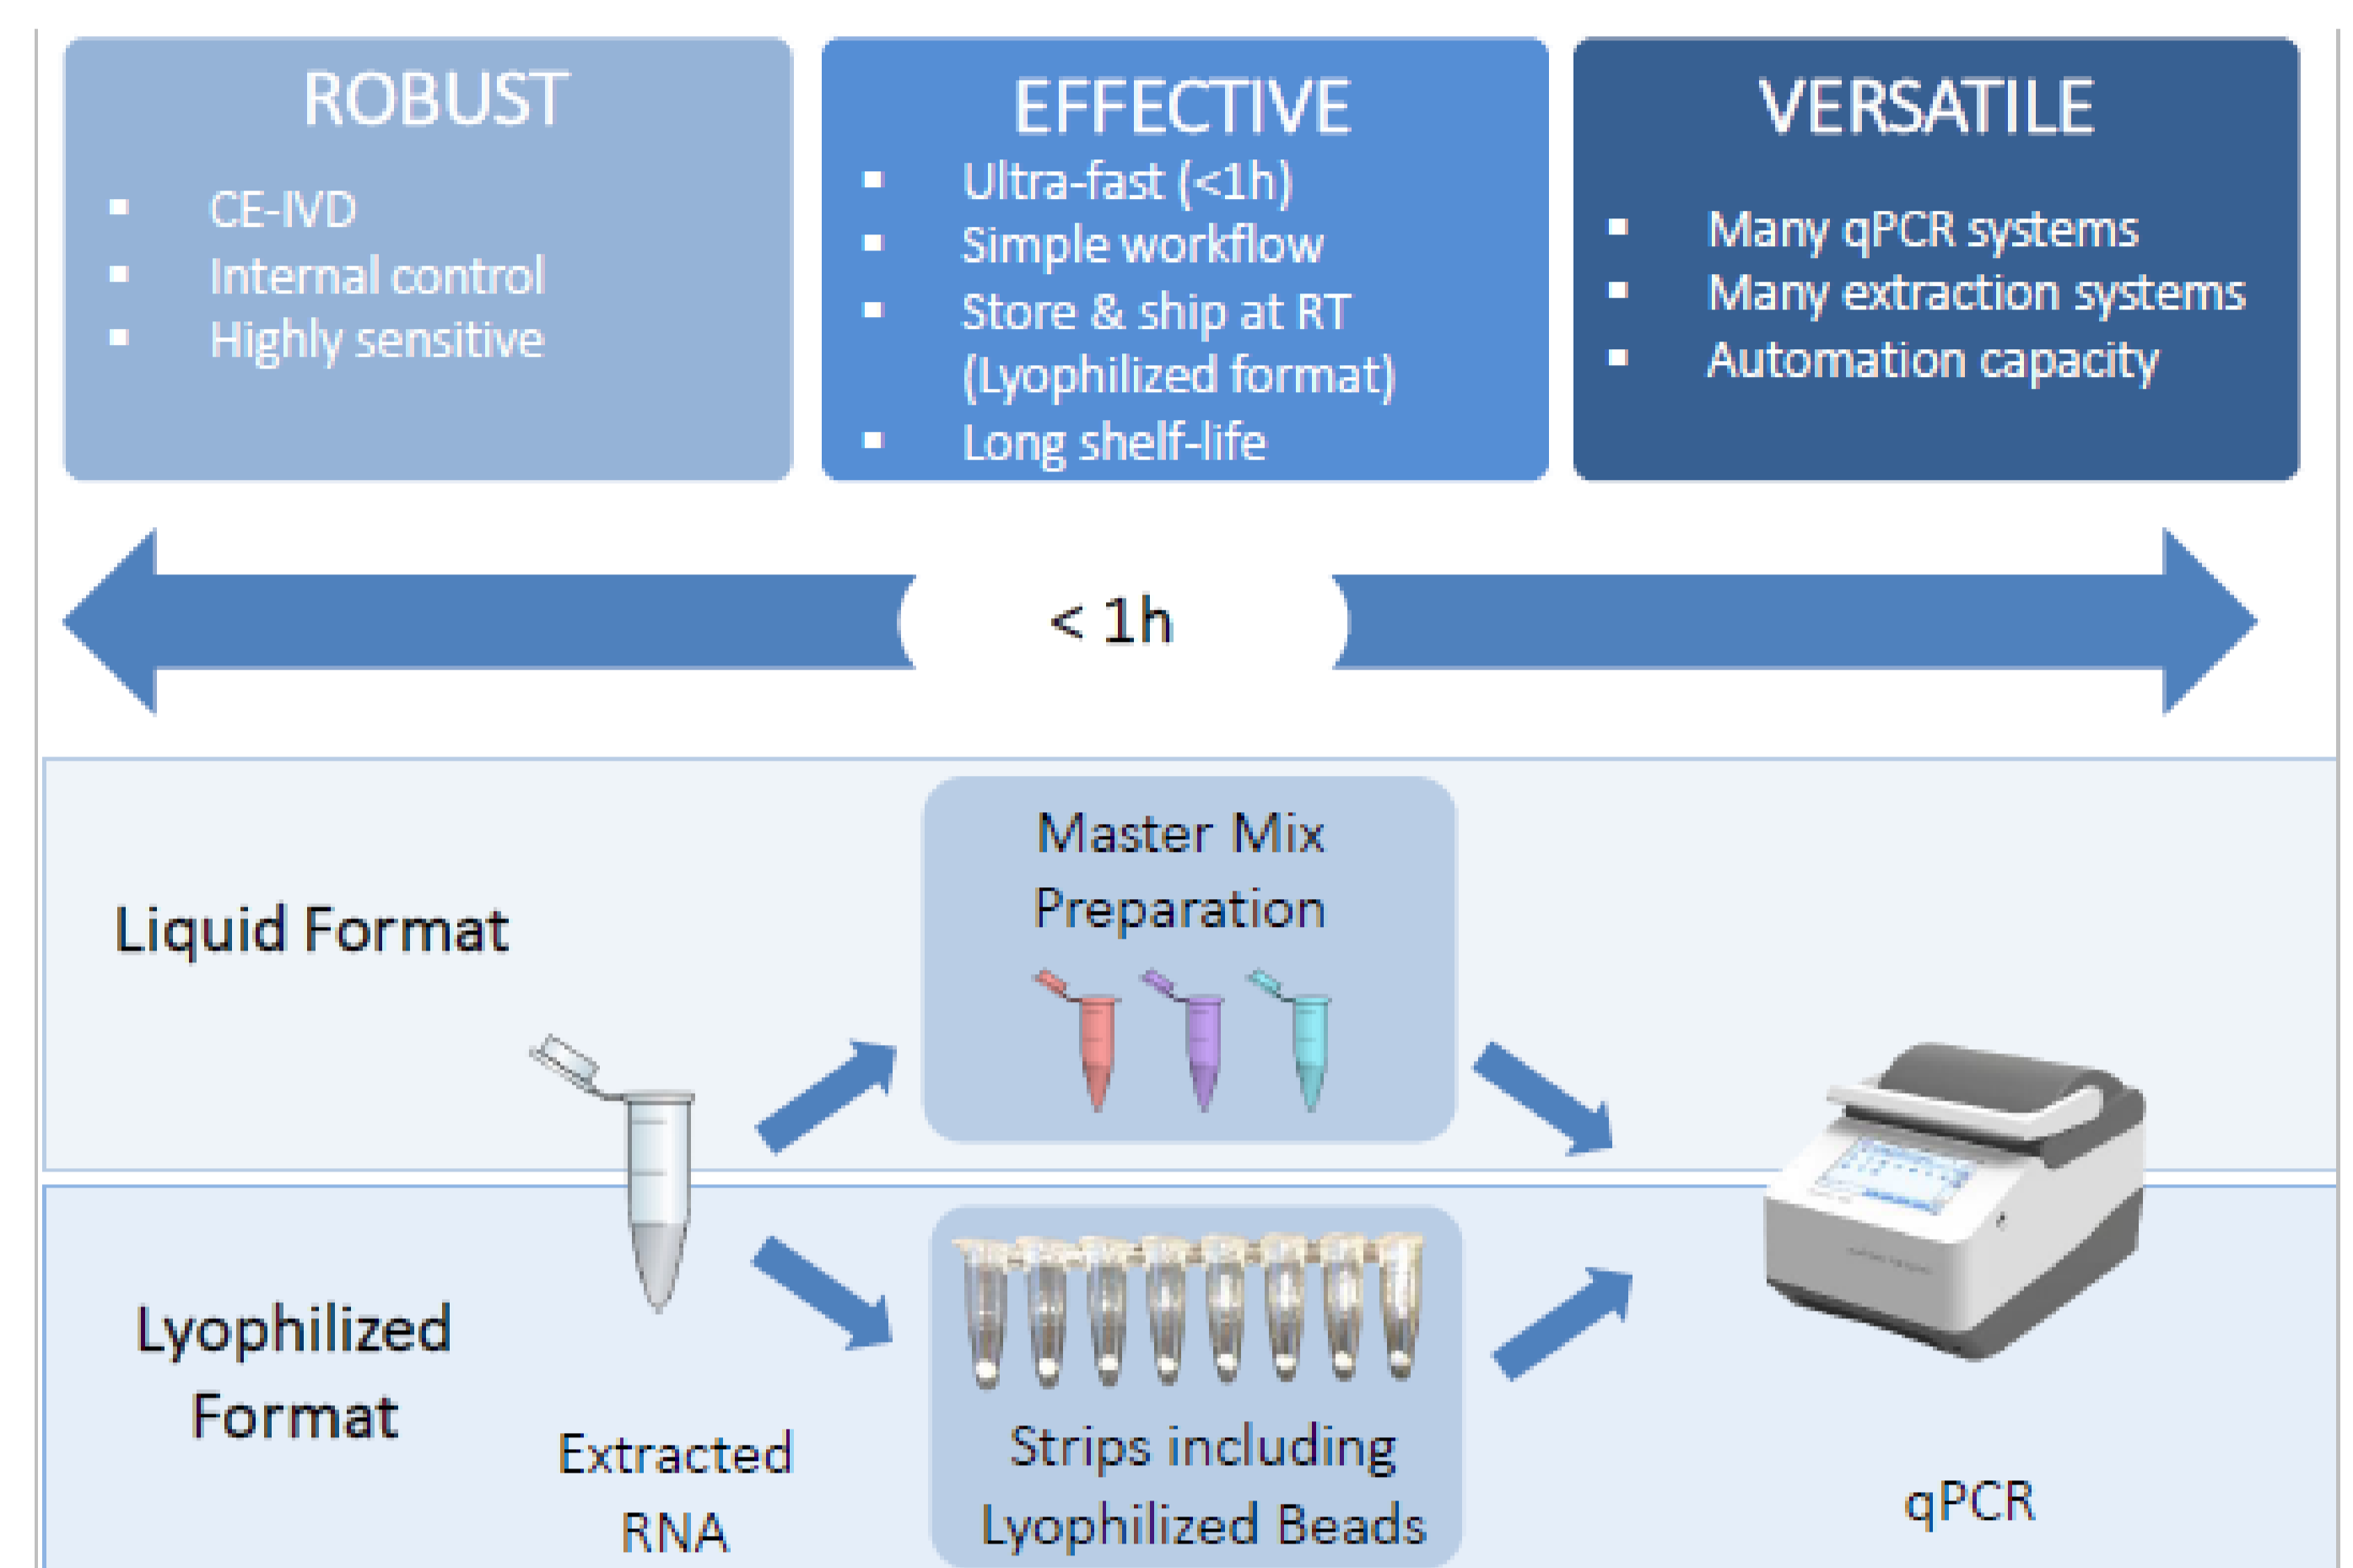 ROBUST
▪ CE-IVD
▪ Internal control
▪ Highly sensitive
EFFECTIVE
▪ Ultra-fast (<1h)
▪ Simple workflow
▪ Store & ship at RT
(Lyophilized format)
▪ Long shelf-life
VERSATILE
▪ Many qPCR systems
▪ Many extraction systems
▪ Automation capacity
< 1h
Liquid Format
Master Mix
Preparation
Lyophilized
Format
Extracted
RNA
Strips including
Lyophilized Beads
qPCR